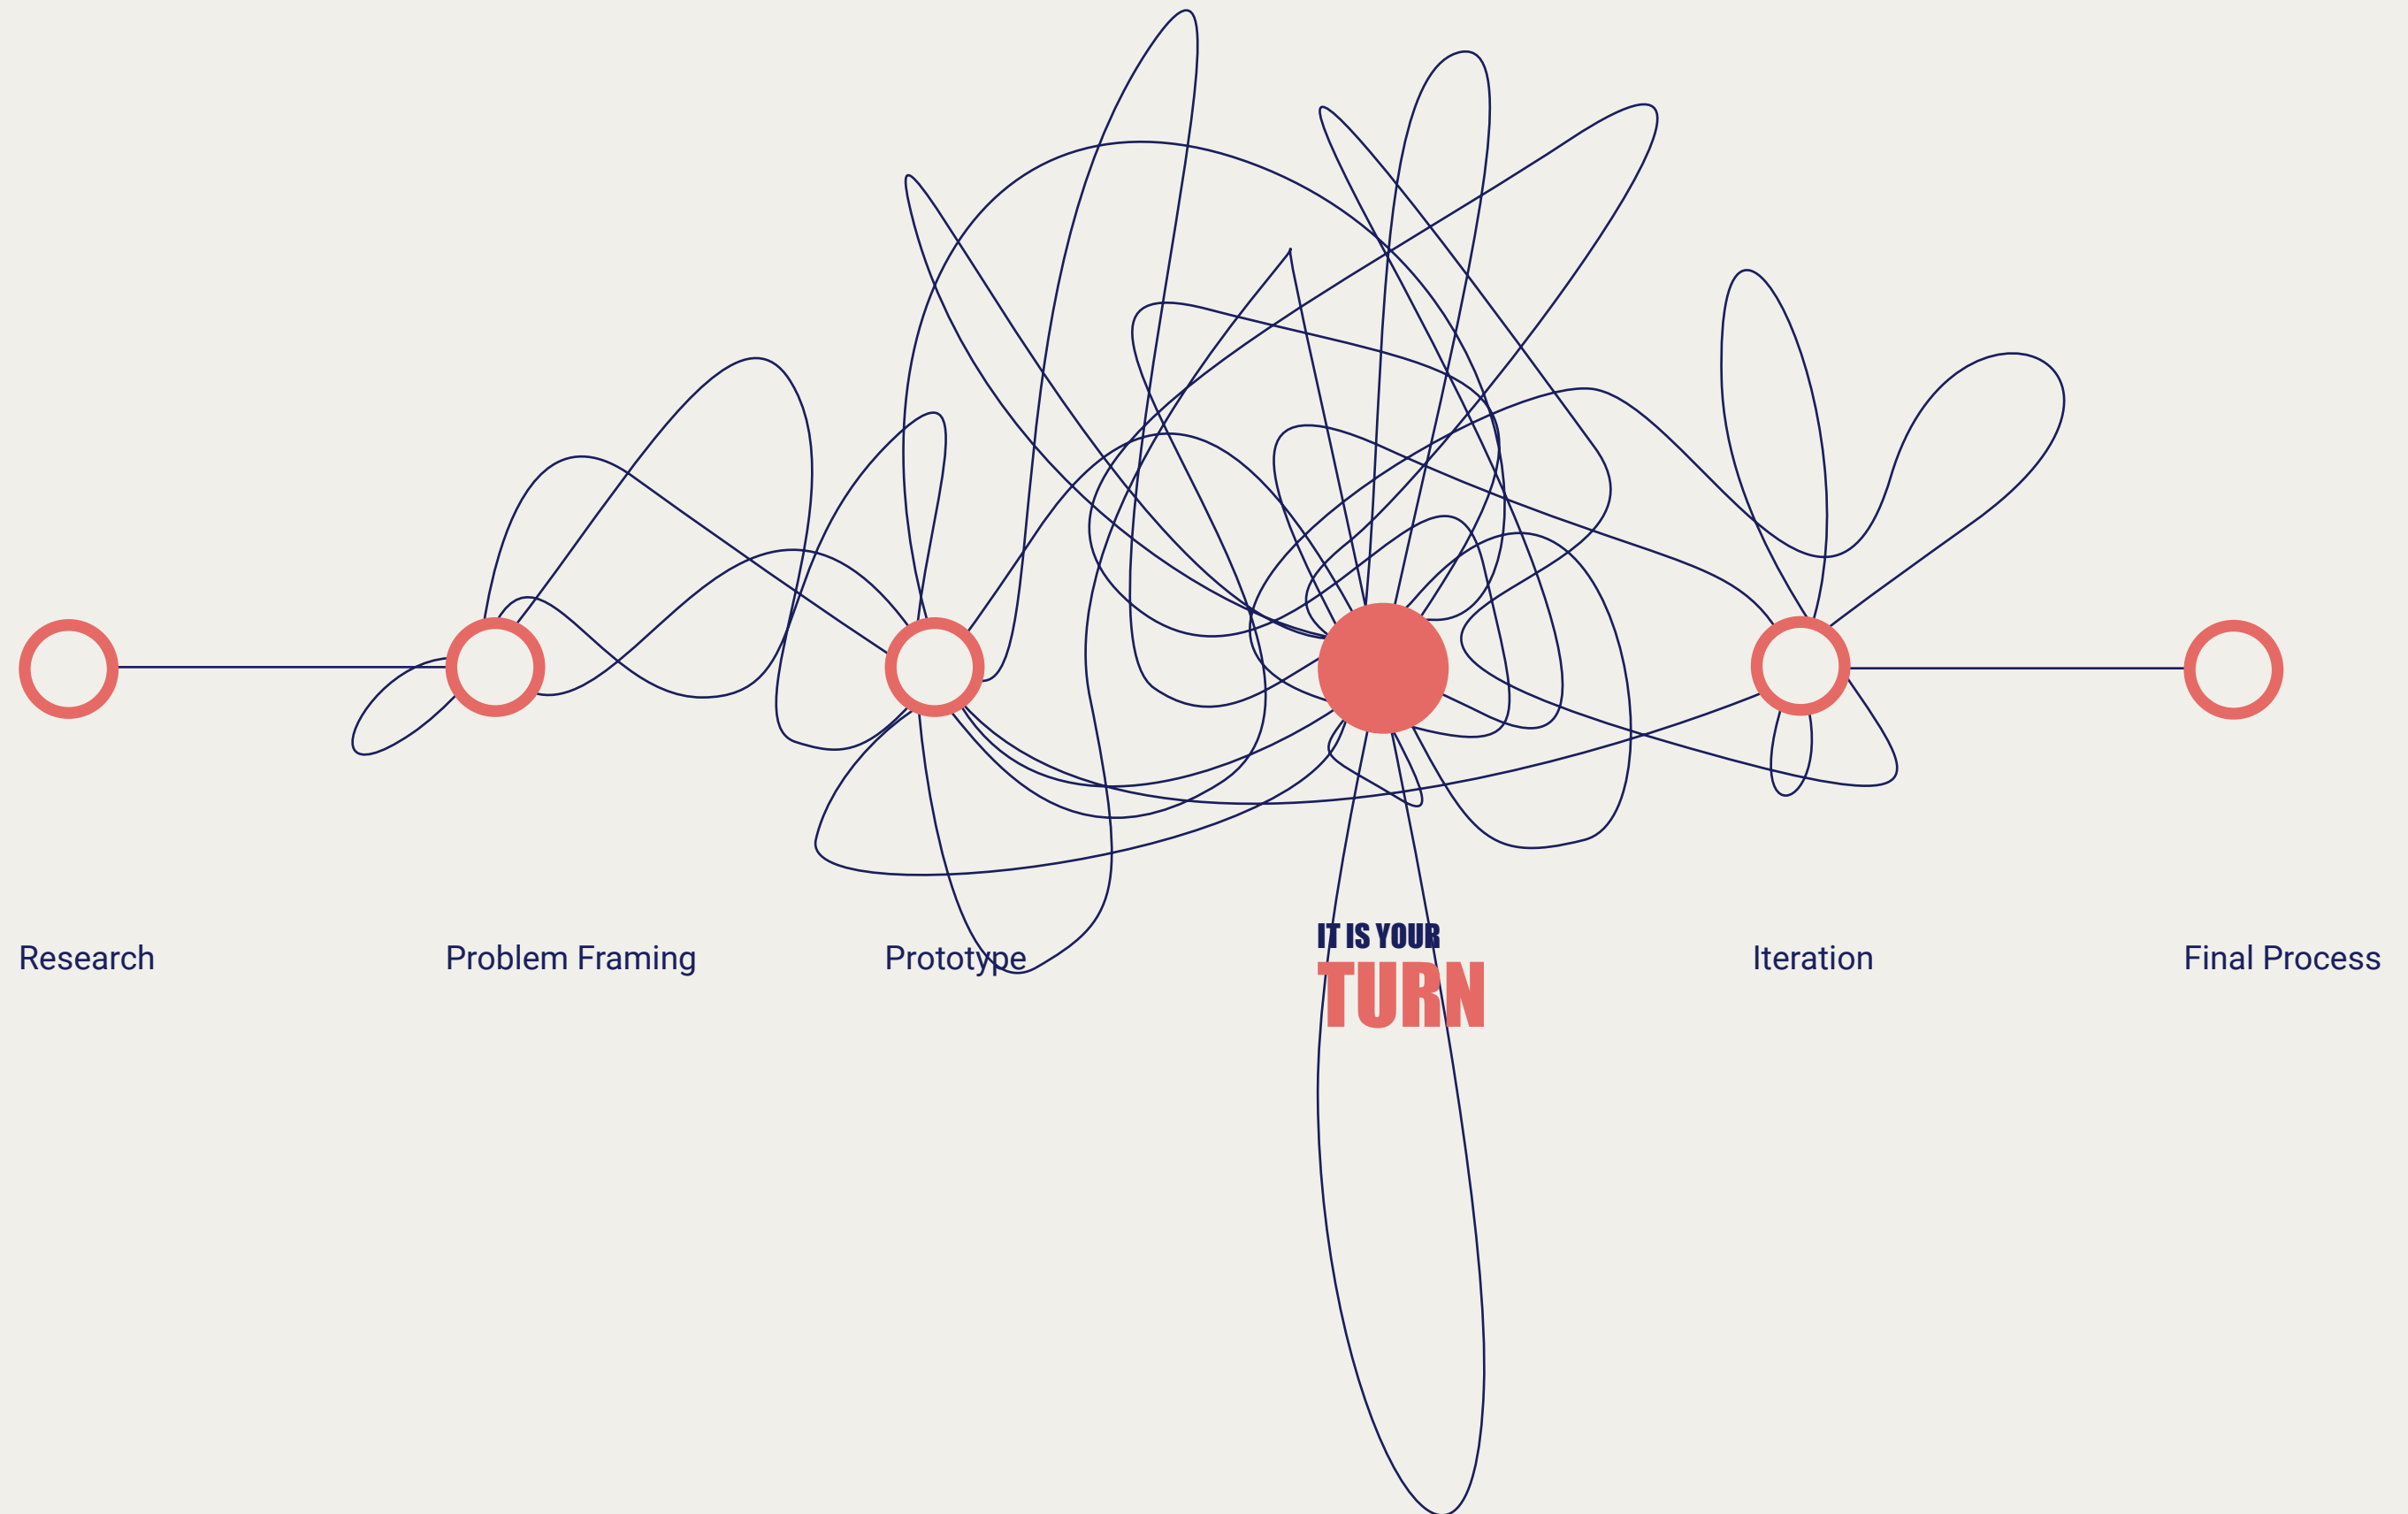 Research
Problem Framing
Prototype
IT IS YOUR
TURN
Iteration
Final Process